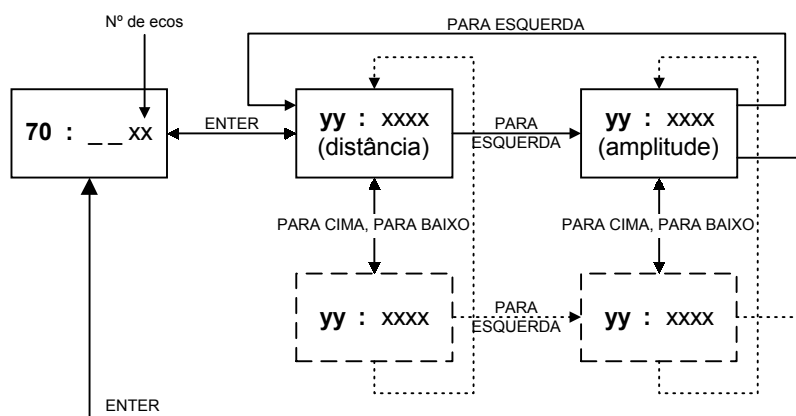 Nº de ecos
PARA ESQUERDA
70 : _ _ xx
ENTER
yy : xxxx
(distância)
PARA
ESQUERDA
yy : xxxx
(amplitude)
PARA CIMA, PARA BAIXO
PARA CIMA, PARA BAIXO
yy : xxxx
PARA
ESQUERDA
yy : xxxx
ENTER